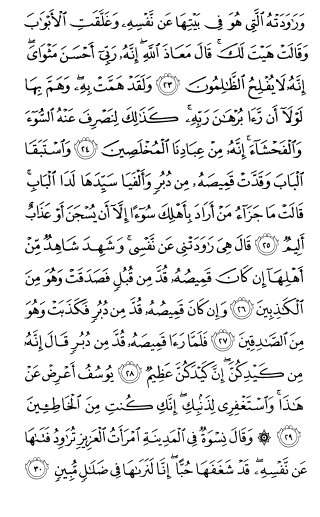 وَرَٰوَدَتْهُ ٱلَّتِى هُوَ فِى بَيْتِهَا عَن نَّفْسِهِۦ وَغَلَّقَتِ ٱلْأَبْوَٰبَ
وَقَالَتْ هَيْتَ لَكَ ۚ قَالَ مَعَاذَ ٱللَّهِ ۖ إِنَّهُۥ رَبِّىٓ أَحْسَنَ مَثْوَاىَ ۖ
إِنَّهُۥ لَا يُفْلِحُ ٱلظَّٰلِمُونَ ٢٣ وَلَقَدْ هَمَّتْ بِهِۦ ۖ وَهَمَّ بِهَا
لَوْلَآ أَن رَّءَا بُرْهَٰنَ رَبِّهِۦ ۚ كَذَٰلِكَ لِنَصْرِفَ عَنْهُ ٱلسُّوٓءَ
وَٱلْفَحْشَآءَ ۚ إِنَّهُۥ مِنْ عِبَادِنَا ٱلْمُخْلَصِينَ ٢٤ وَٱسْتَبَقَا
ٱلْبَابَ وَقَدَّتْ قَمِيصَهُۥ مِن دُبُرٍ وَأَلْفَيَا سَيِّدَهَا لَدَا ٱلْبَابِ ۚ
قَالَتْ مَا جَزَآءُ مَنْ أَرَادَ بِأَهْلِكَ سُوٓءًا إِلَّآ أَن يُسْجَنَ أَوْ عَذَابٌ
أَلِيمٌ ٢٥ قَالَ هِىَ رَٰوَدَتْنِى عَن نَّفْسِى ۚ وَشَهِدَ شَاهِدٌ مِّنْ
أَهْلِهَآ إِن كَانَ قَمِيصُهُۥ قُدَّ مِن قُبُلٍ فَصَدَقَتْ وَهُوَ مِنَ
ٱلْكَٰذِبِينَ ٢٦ وَإِن كَانَ قَمِيصُهُۥ قُدَّ مِن دُبُرٍ فَكَذَبَتْ وَهُوَ
مِنَ ٱلصَّٰدِقِينَ ٢٧ فَلَمَّا رَءَا قَمِيصَهُۥ قُدَّ مِن دُبُرٍ قَالَ إِنَّهُۥ
مِن كَيْدِكُنَّ ۖ إِنَّ كَيْدَكُنَّ عَظِيمٌ ٢٨ يُوسُفُ أَعْرِضْ عَنْ
هَٰذَا ۚ وَٱسْتَغْفِرِى لِذَنۢبِكِ ۖ إِنَّكِ كُنتِ مِنَ ٱلْخَاطِـِٔينَ
٢٩ ۞ وَقَالَ نِسْوَةٌ فِى ٱلْمَدِينَةِ ٱمْرَأَتُ ٱلْعَزِيزِ تُرَٰوِدُ فَتَىٰهَا
عَن نَّفْسِهِۦ ۖ قَدْ شَغَفَهَا حُبًّا ۖ إِنَّا لَنَرَىٰهَا فِى ضَلَٰلٍ مُّبِينٍ ٣٠